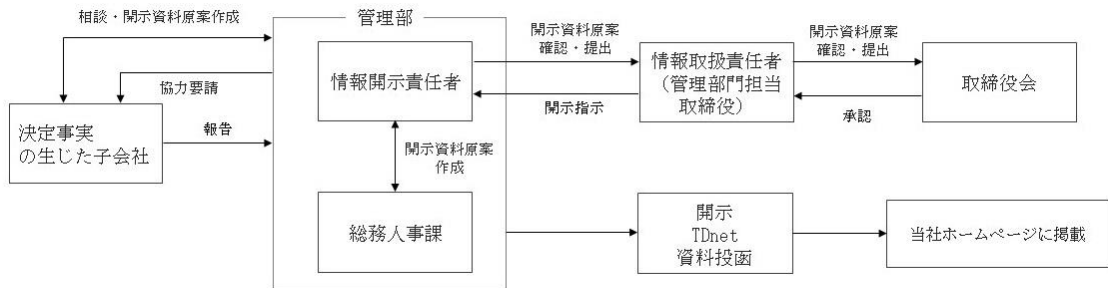 相談・開示資料原案作成
協力要請
決定事実
の生じた子会社
報告
管理部
情報開示責任者
開示資料原案
作成
総務人事課
開示資料原案
確認・提出
開示指示
情報取扱責任者
(管理部門担当
取締役)
開示資料原案
確認・提出
承認
取締役会
開示
TDnet
資料投函
当社ホームページに掲載